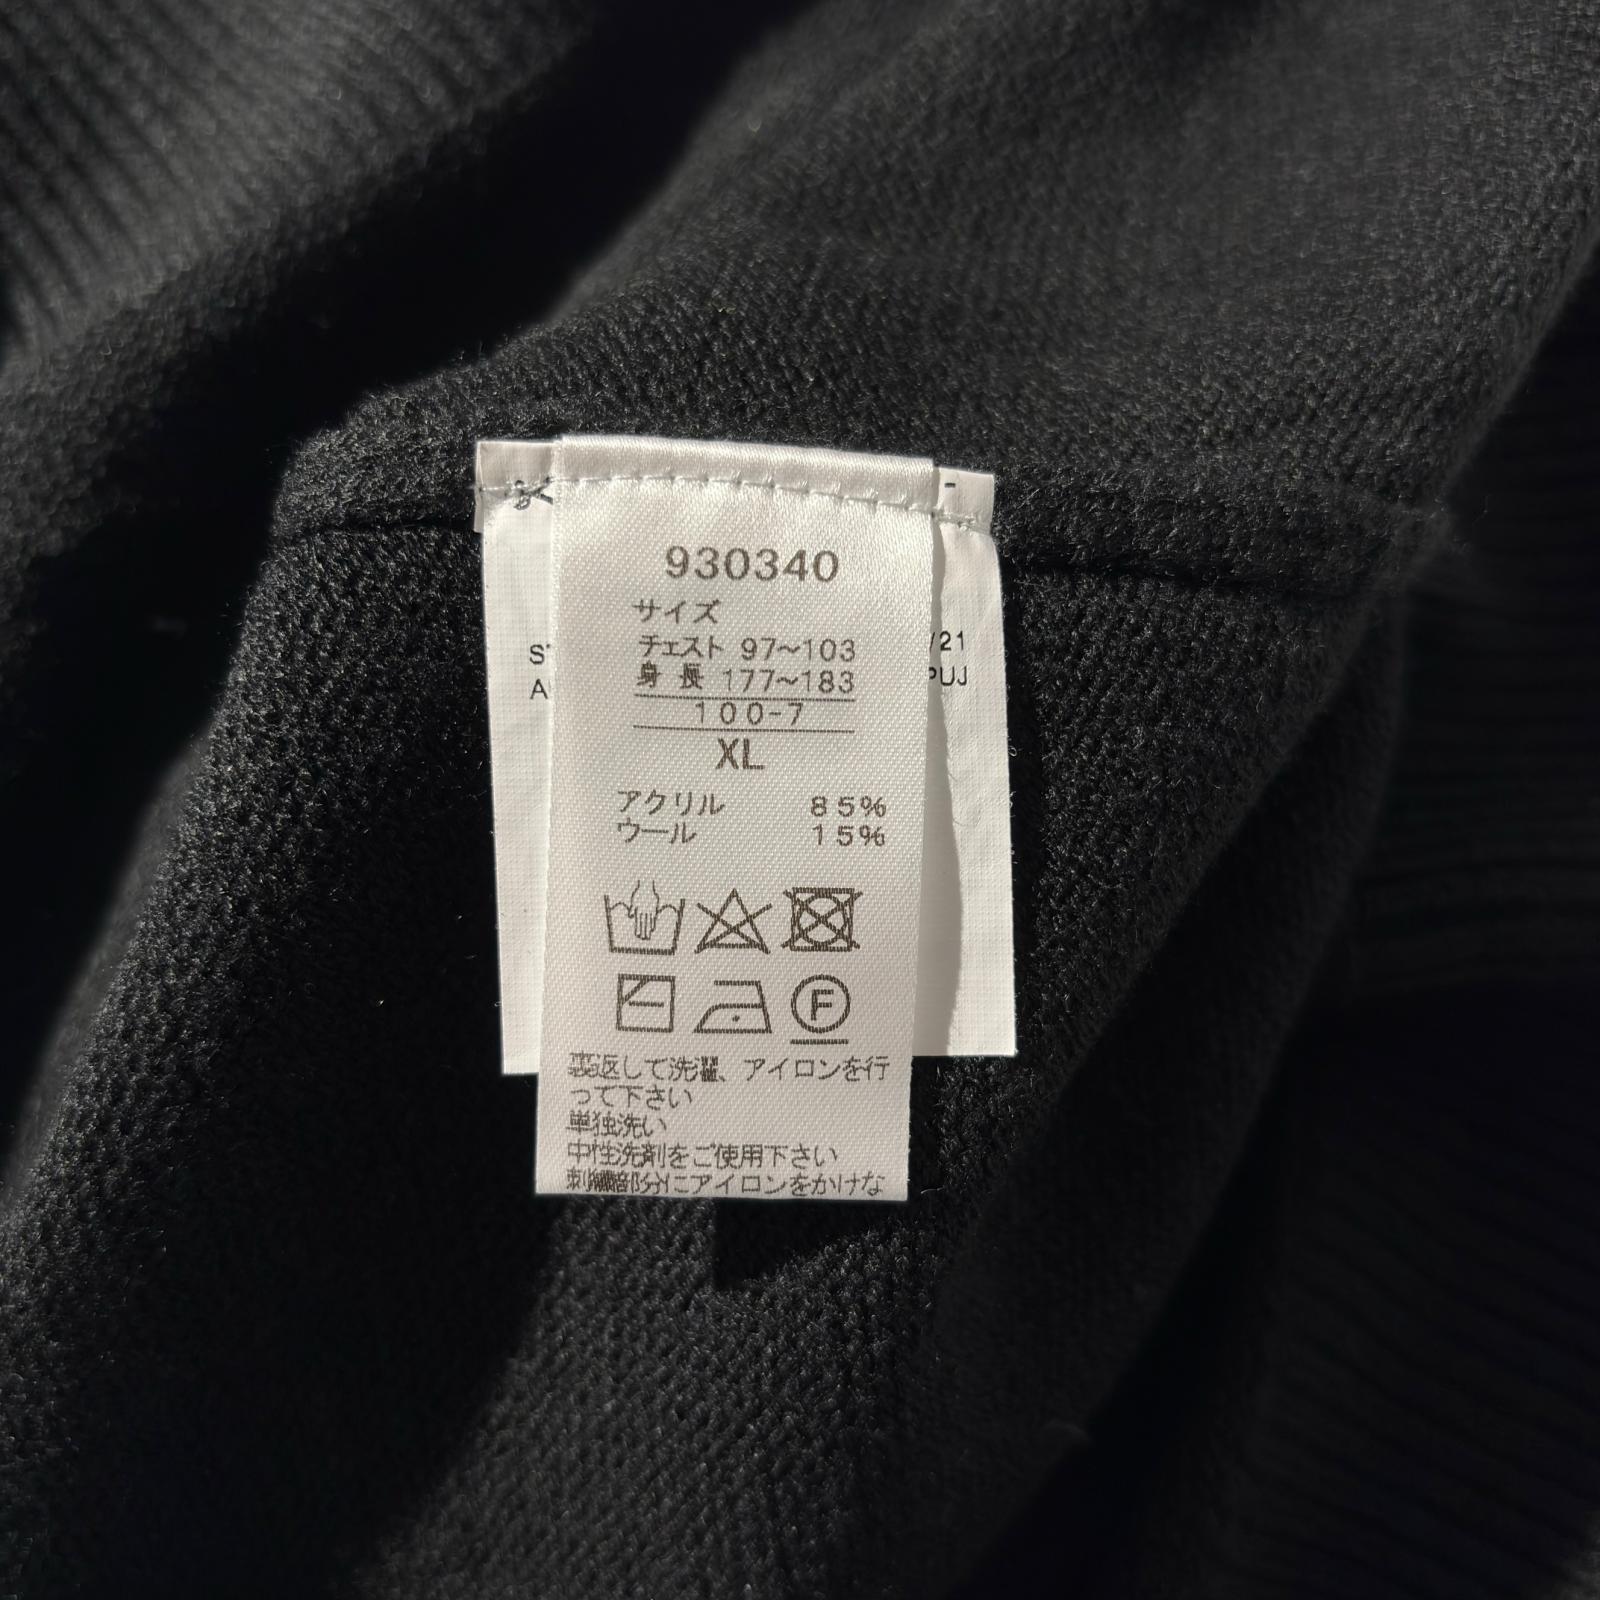 930340
サイズ
チェスト 97～103
身 長 177～183
100-7
XL
アクリル 85%
ウール 15%
F
裏返して洗濯、アイロンを行
って下さい
単独洗い
中性洗剤をご使用下さい
刺繍部分にアイロンをかけな
/21
PUJ